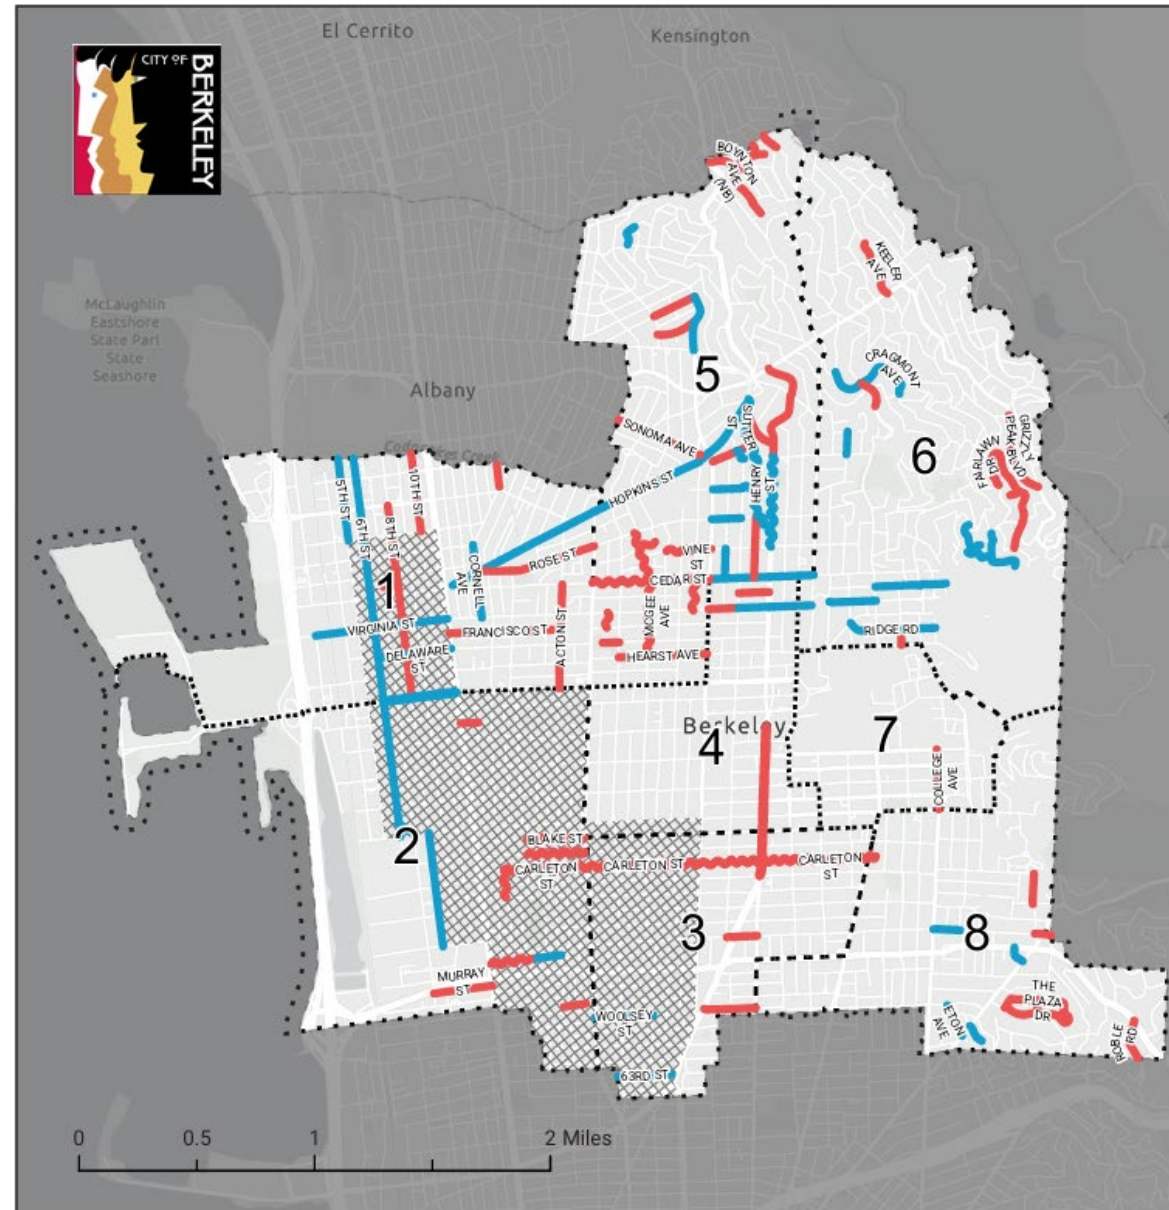 El Cerrito
Kensington
CITY OF
BERKELEY
BOYNTON
AVE
(NB)
KEELER
AVE
McLaughlin
Eastshore
State Parl
State
Seashore
CRAGMONT
AVE
5
Albany
SONOMA AVE
SUTTER
ST
GRIZZLY
PEAK BLVD
FAIRLAWN
DR
6
5TH ST
10TH ST
HOPKINS ST
HENRY
ST
6TH ST
8TH ST
CORNELL
AVE
ROSE ST
VINE
ST
CEDAR ST
1
MCGEE
AVE
VIRGINIA ST
FRANCISCO ST
ACTON ST
RIDGE RD
DELAWARE
ST
HEARST AVE
Berkeley
4
7
COLLEGE
AVE
2
BLAKE ST
CARLETON
ST
CARLETON ST
CARLETON
ST
3
8
MURRAY
ST
THE
PLAZA
DR
WOOLSEY
ST
ETON
AVE
ROBLE
RD
63RD ST
0 0.5 1 2 Miles